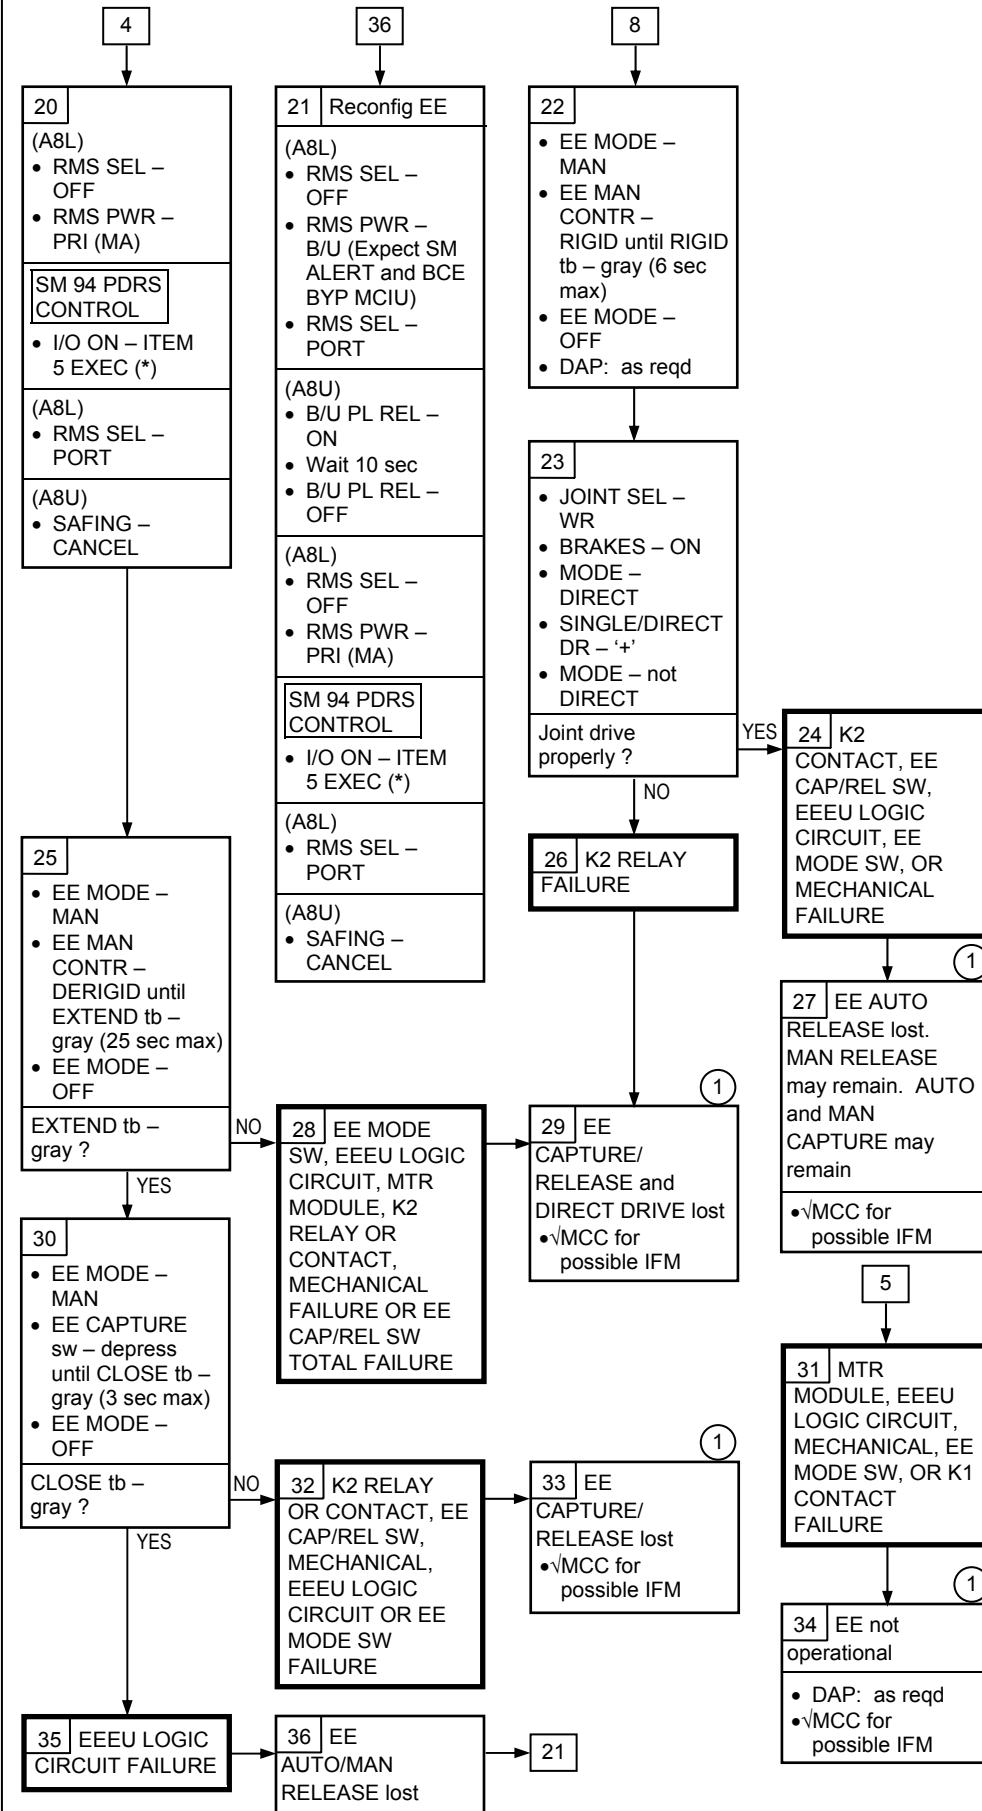 4
20
(A8L)
• RMS SEL –
OFF
• RMS PWR –
PRI (MA)
SM 94 PDRS
CONTROL
• I/O ON – ITEM
5 EXEC (*)
(A8L)
• RMS SEL –
PORT
(A8U)
• SAFING –
CANCEL
25
• EE MODE –
MAN
• EE MAN
CONTR –
DERIGID until
EXTEND tb –
gray (25 sec max)
• EE MODE –
OFF
EXTEND tb –
gray ?
NO
YES
30
• EE MODE –
MAN
• EE CAPTURE
sw – depress
until CLOSE tb –
gray (3 sec max)
• EE MODE –
OFF
CLOSE tb –
gray ?
NO
YES
35 EEEU LOGIC
CIRCUIT FAILURE
36
21 Reconfig EE
(A8L)
• RMS SEL –
OFF
• RMS PWR –
B/U (Expect SM
ALERT and BCE
BYP MCIU)
• RMS SEL –
PORT
(A8U)
• B/U PL REL –
ON
• Wait 10 sec
• B/U PL REL –
OFF
(A8L)
• RMS SEL –
OFF
• RMS PWR –
PRI (MA)
SM 94 PDRS
CONTROL
• I/O ON – ITEM
5 EXEC (*)
(A8L)
• RMS SEL –
PORT
(A8U)
• SAFING –
CANCEL
28 EE MODE
SW, EEEU LOGIC
CIRCUIT, MTR
MODULE, K2
RELAY OR
CONTACT,
MECHANICAL
FAILURE OR EE
CAP/REL SW
TOTAL FAILURE
32 K2 RELAY
OR CONTACT, EE
CAP/REL SW,
MECHANICAL,
EEEU LOGIC
CIRCUIT OR EE
MODE SW
FAILURE
36 EE
AUTO/MAN
RELEASE lost
21
8
22
• EE MODE –
MAN
• EE MAN
CONTR –
RIGID until RIGID
tb – gray (6 sec
max)
• EE MODE –
OFF
• DAP: as reqd
23
• JOINT SEL –
WR
• BRAKES – ON
• MODE –
DIRECT
• SINGLE/DIRECT
DR – ‘+’
• MODE – not
DIRECT
Joint drive
properly ?
YES
NO
26 K2 RELAY
FAILURE
1
29 EE
CAPTURE/
RELEASE and
DIRECT DRIVE lost
•√MCC for
possible IFM
1
33 EE
CAPTURE/
RELEASE lost
•√MCC for
possible IFM
24 K2
CONTACT, EE
CAP/REL SW,
EEEU LOGIC
CIRCUIT, EE
MODE SW, OR
MECHANICAL
FAILURE
1
27 EE AUTO
RELEASE lost.
MAN RELEASE
may remain. AUTO
and MAN
CAPTURE may
remain
•√MCC for
possible IFM
5
31 MTR
MODULE, EEEU
LOGIC CIRCUIT,
MECHANICAL, EE
MODE SW, OR K1
CONTACT
FAILURE
1
34 EE not
operational
• DAP: as reqd
•√MCC for
possible IFM